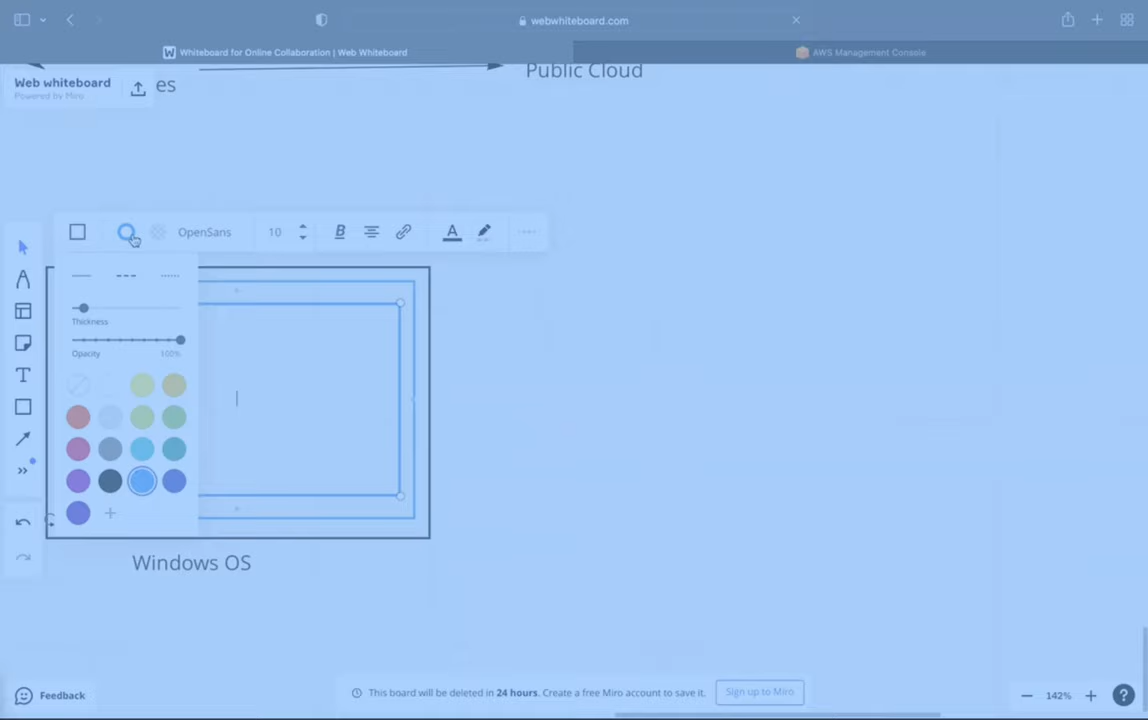 webwhiteboard.com
Whiteboard for Online Collaboration | Web Whiteboard
AWS Management Console
Web whiteboard
Powered by Miro
es
Public Cloud
OpenSans
10
B
A
Thickness
Opacity
100%
T
Windows OS
Feedback
This board will be deleted in 24 hours. Create a free Miro account to save it.
Sign up to Miro
142%
?